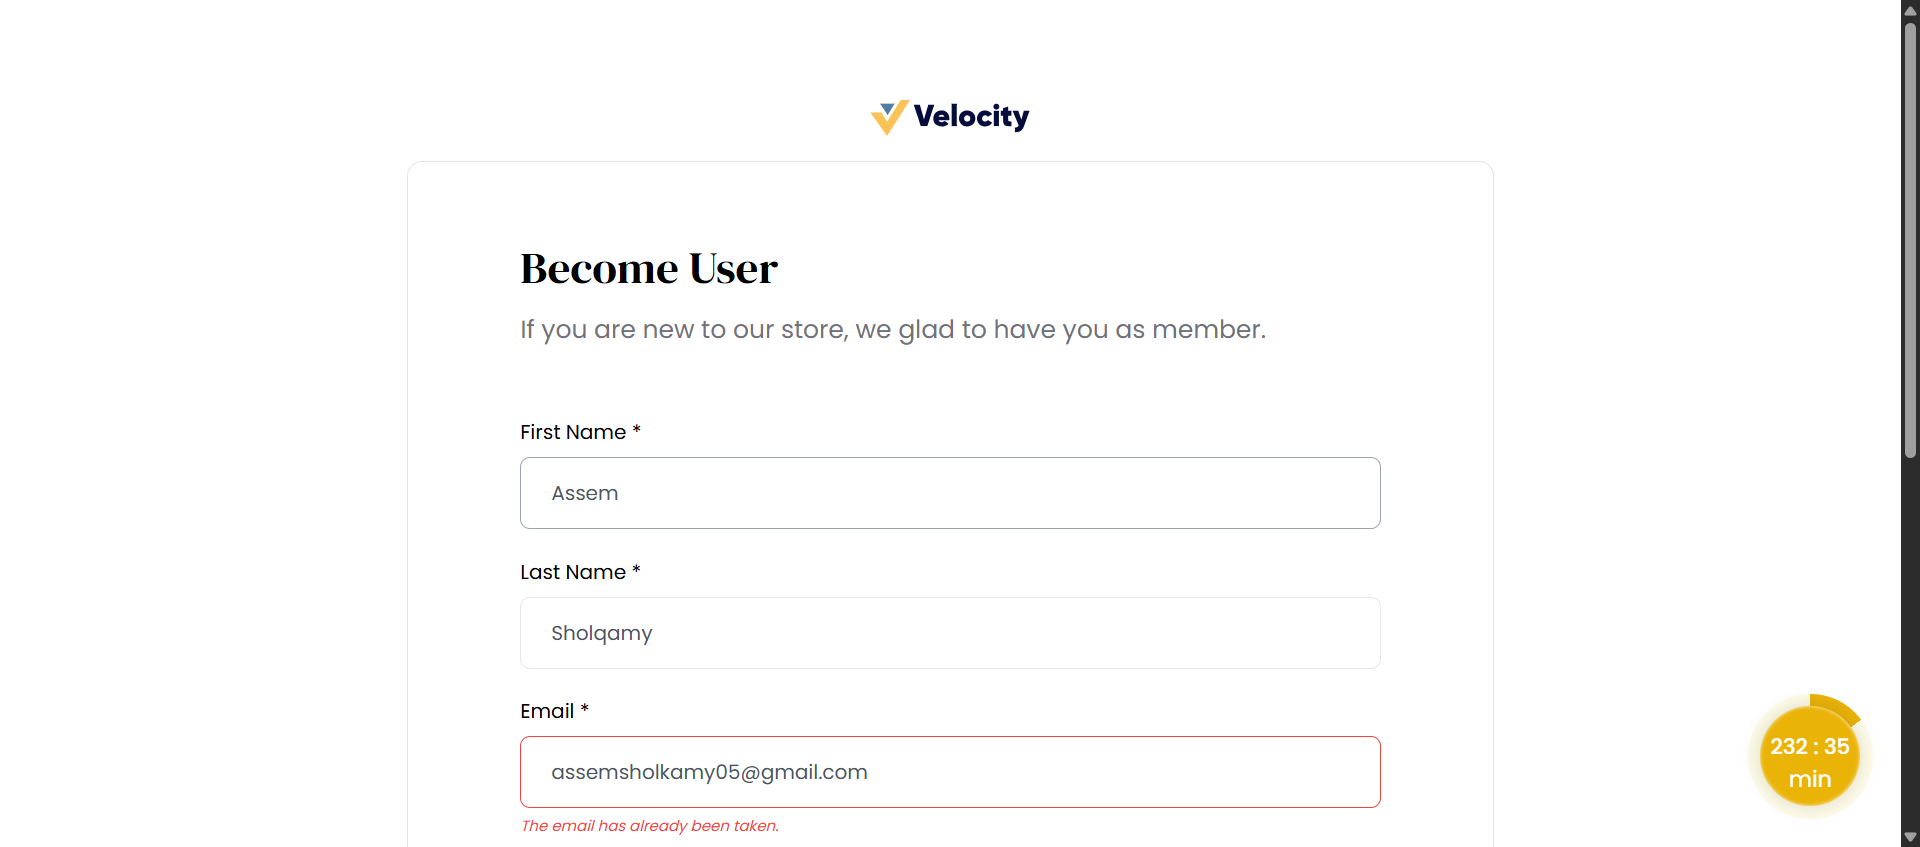 Velocity
Become User
If you are new to our store, we glad to have you as member.
First Name *
Assem
Last Name *
Sholqamy
Email *
assemsholkamy05@gmail.com
The email has already been taken.
232 : 35
min